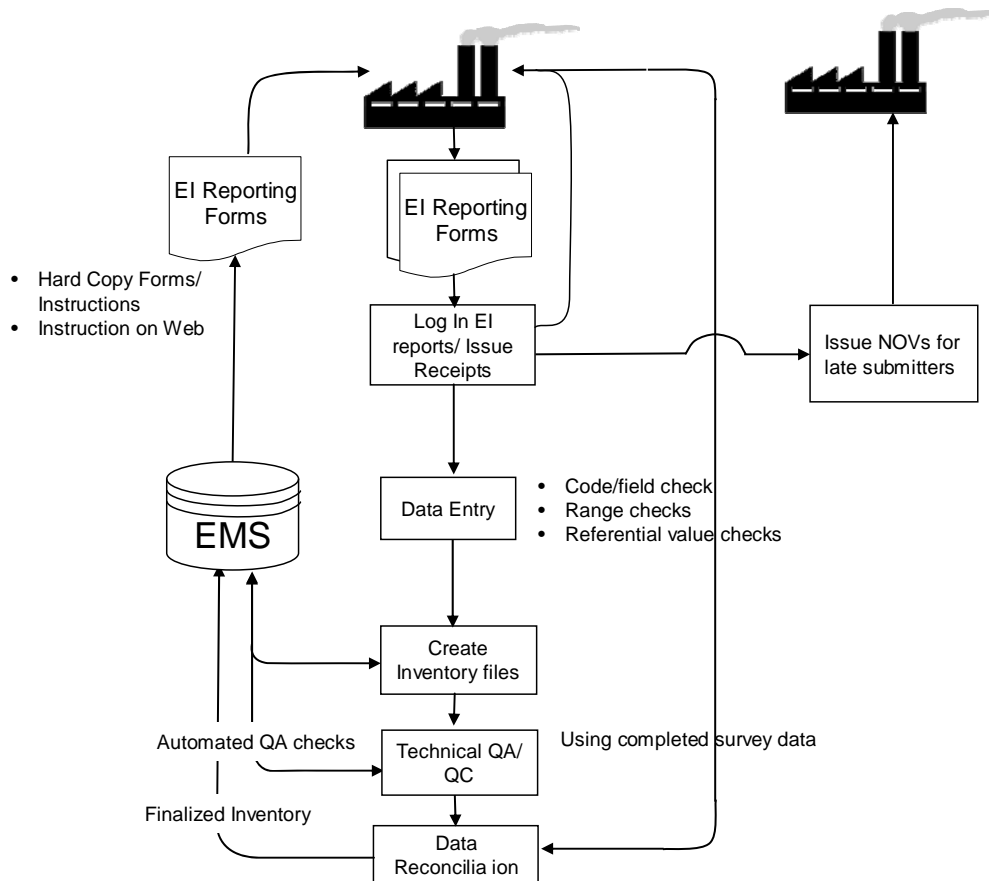 EI Reporting
Forms
EI Reporting
Forms
• Hard Copy Forms/
Instructions
• Instruction on Web
Log In EI
reports/ Issue
Receipts
Issue NOVs for
late submitters
Data Entry
• Code/field check
• Range checks
• Referential value checks
EMS
Create
Inventory files
Automated QA checks
Technical QA/
QC
Using completed survey data
Finalized Inventory
Data
Reconcilia ion